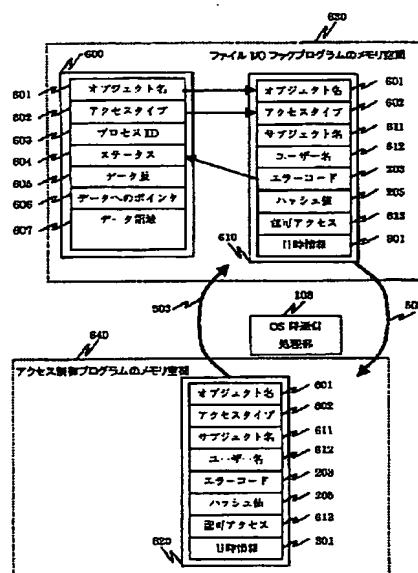 630
ファイル I/O フックプログラムのメモリ空間
600
601 オブジェクト名
602 アクセスタイプ
603 プロセス ID
604 ステータス
605 データ長
606 データへのポインタ
607 データ領域
オブジェクト名 601
アクセスタイプ 602
サブジェクト名 611
ユーザー名 612
エラーコード 203
ハッシュ値 205
許可アクセス 613
日時情報 301
610
503
108
OS 間通信
処理部
640
アクセス制御プログラムのメモリ空間
オブジェクト名 601
アクセスタイプ 602
サブジェクト名 611
ユーザー名 612
エラーコード 203
ハッシュ値 205
許可アクセス 613
日時情報 301
620